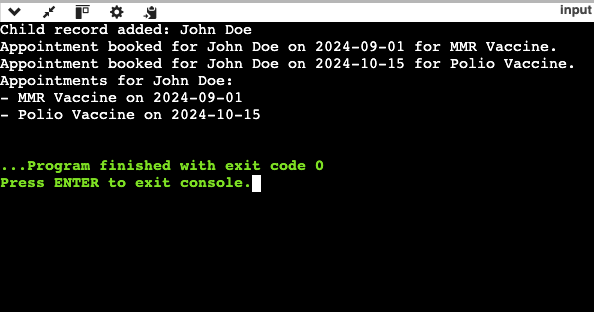 input
Child record added: John Doe
Appointment booked for John Doe on 2024-09-01 for MMR Vaccine.
Appointment booked for John Doe on 2024-10-15 for Polio Vaccine.
Appointments for John Doe:
- MMR Vaccine on 2024-09-01
- Polio Vaccine on 2024-10-15
...Program finished with exit code 0
Press ENTER to exit console.